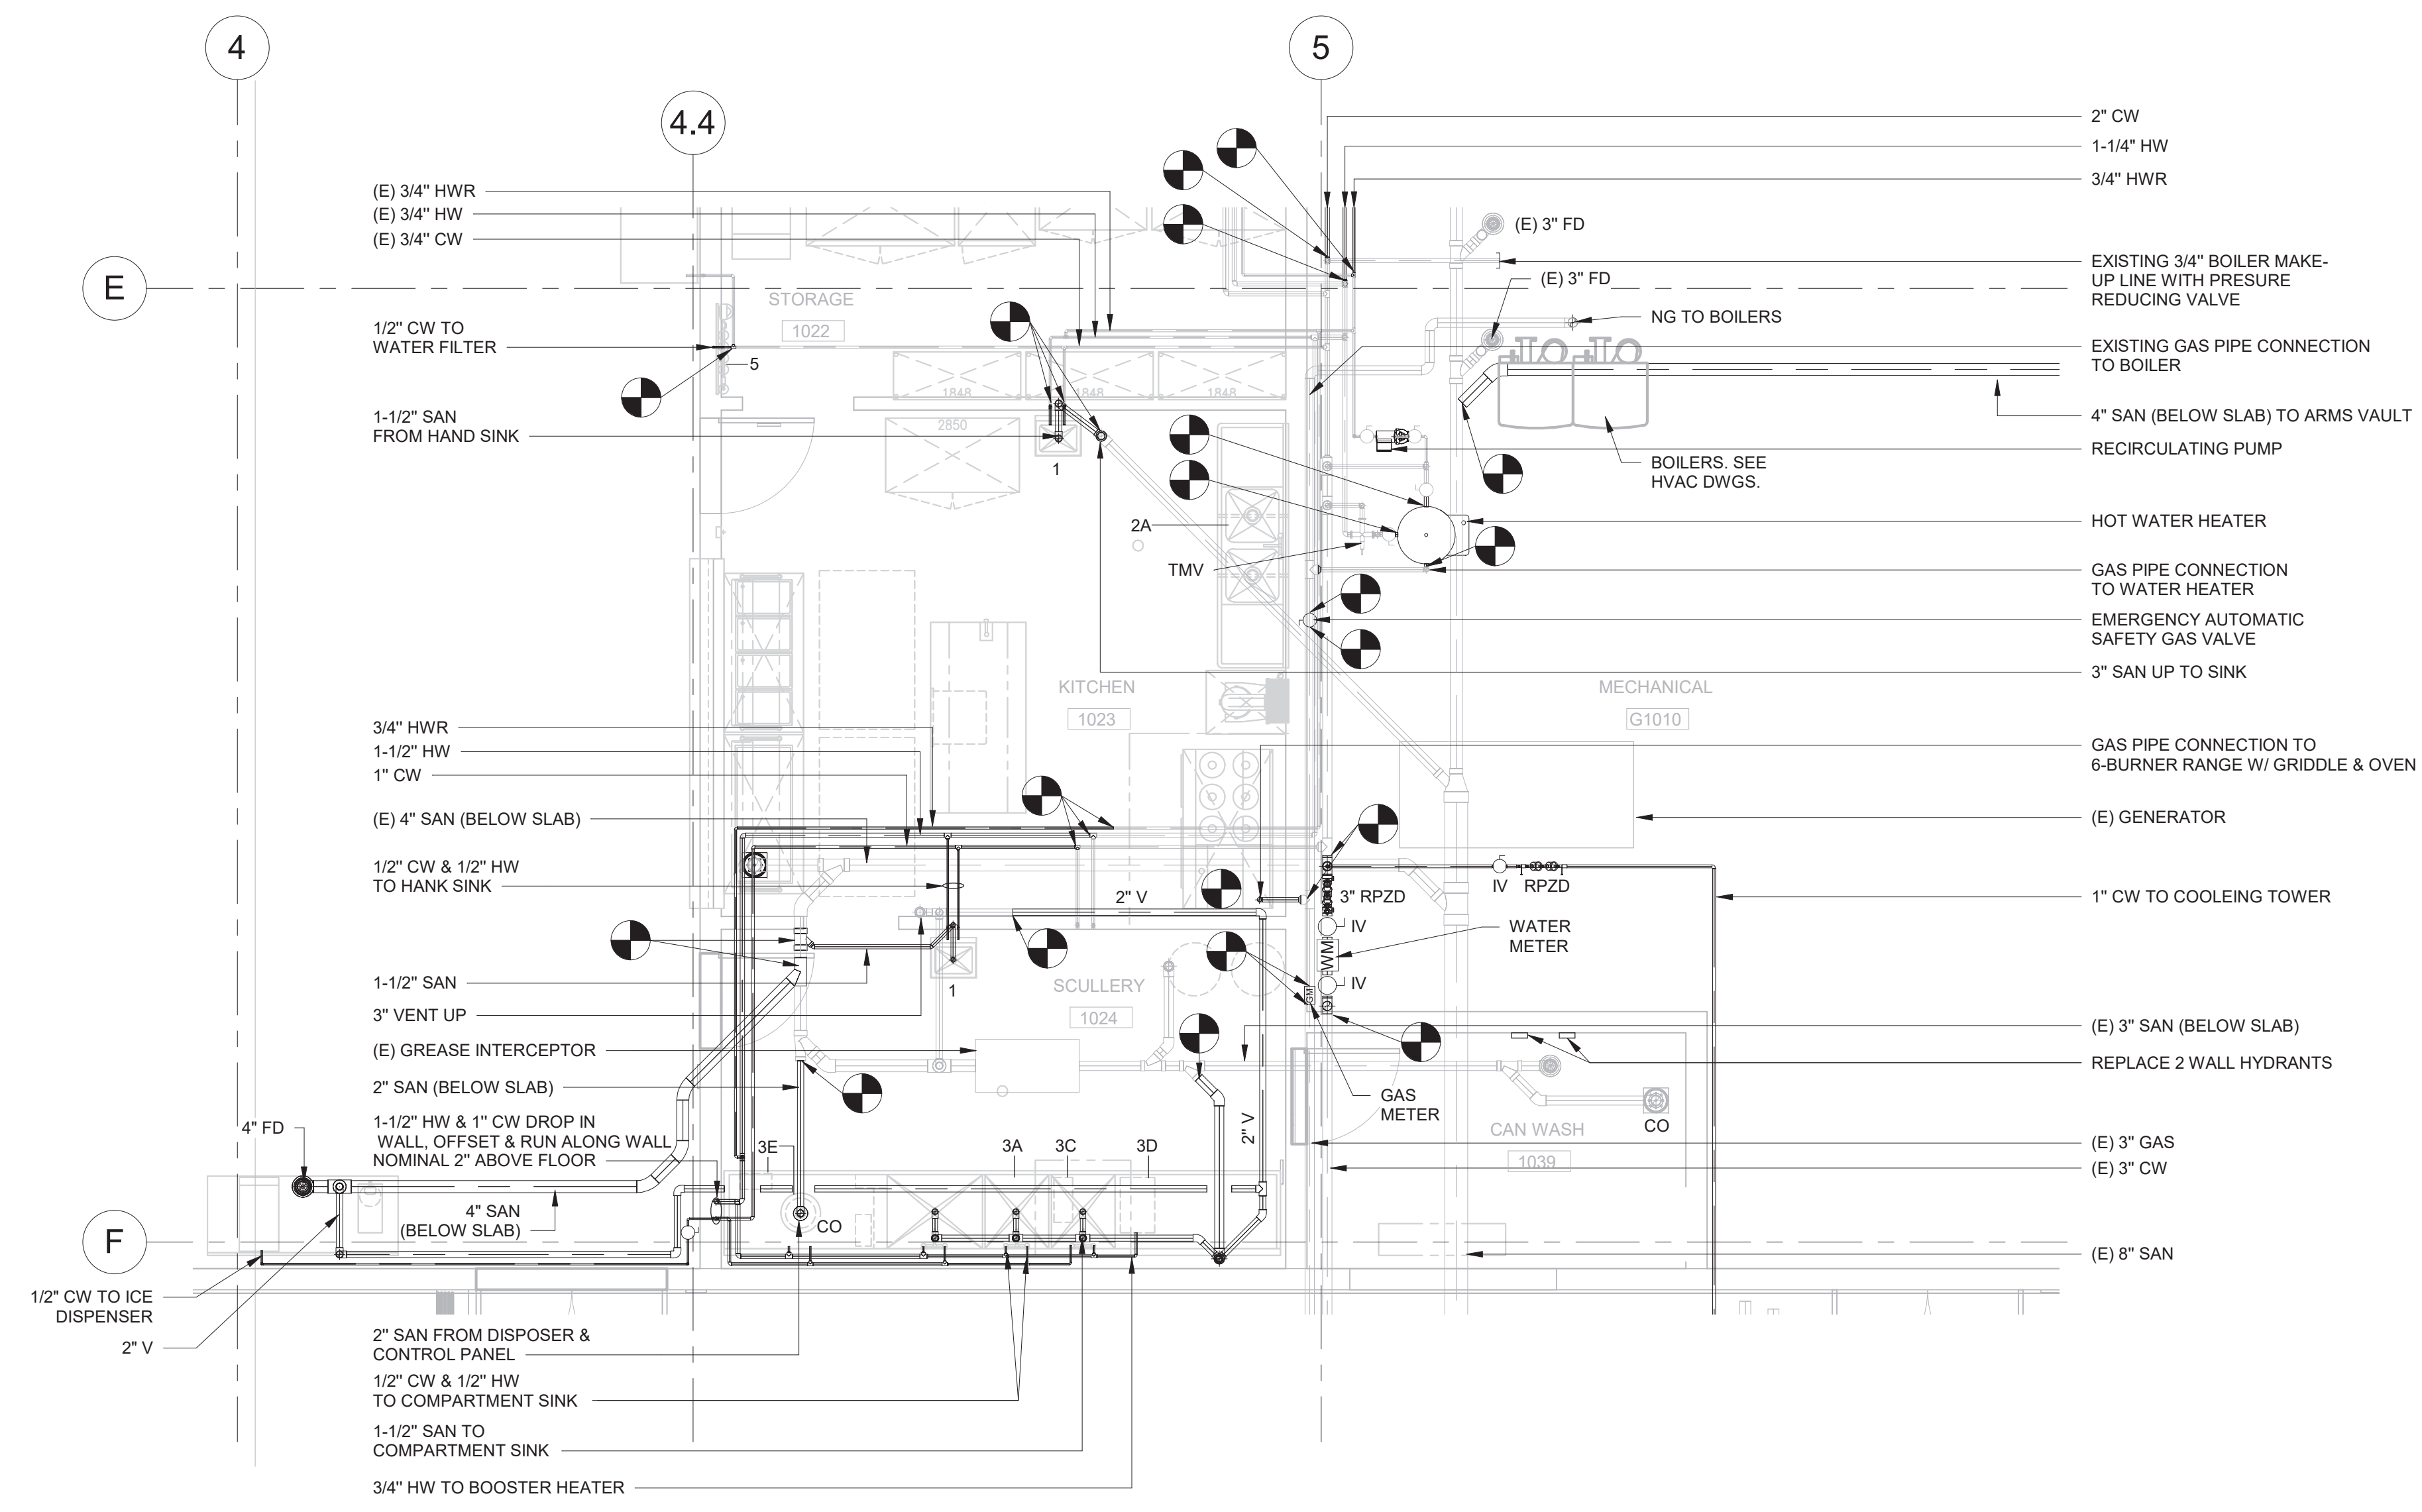 4
5
4.4
2" CW
1-1/4" HW
3/4" HWR
(E) 3/4" HWR
(E) 3/4" HW
(E) 3/4" CW
(E) 3" FD
E
STORAGE
1022
(E) 3" FD
EXISTING 3/4" BOILER MAKE-
UP LINE WITH PRESURE
REDUCING VALVE
NG TO BOILERS
1/2" CW TO
WATER FILTER
5
EXISTING GAS PIPE CONNECTION
TO BOILER
1848
1848
1848
1-1/2" SAN
FROM HAND SINK
2850
1
4" SAN (BELOW SLAB) TO ARMS VAULT
RECIRCULATING PUMP
BOILERS. SEE
HVAC DWGS.
2A
HOT WATER HEATER
TMV
GAS PIPE CONNECTION
TO WATER HEATER
EMERGENCY AUTOMATIC
SAFETY GAS VALVE
3" SAN UP TO SINK
KITCHEN
1023
MECHANICAL
G1010
3/4" HWR
1-1/2" HW
1" CW
GAS PIPE CONNECTION TO
6-BURNER RANGE W/ GRIDDLE & OVEN
(E) 4" SAN (BELOW SLAB)
(E) GENERATOR
1/2" CW & 1/2" HW
TO HANK SINK
2" V
3" RPZD
IV
RPZD
1" CW TO COOLEING TOWER
IV
WATER
METER
WM
1-1/2" SAN
1
SCULLERY
1024
IV
GM
3" VENT UP
(E) 3" SAN (BELOW SLAB)
(E) GREASE INTERCEPTOR
REPLACE 2 WALL HYDRANTS
2" SAN (BELOW SLAB)
GAS
METER
4" FD
1-1/2" HW & 1" CW DROP IN
WALL, OFFSET & RUN ALONG WALL
NOMINAL 2" ABOVE FLOOR
3E
3A
3C
3D
2" V
CAN WASH
1039
CO
(E) 3" GAS
(E) 3" CW
4" SAN
(BELOW SLAB)
CO
F
(E) 8" SAN
1/2" CW TO ICE
DISPENSER
2" V
2" SAN FROM DISPOSER &
CONTROL PANEL
1/2" CW & 1/2" HW
TO COMPARTMENT SINK
1-1/2" SAN TO
COMPARTMENT SINK
3/4" HW TO BOOSTER HEATER